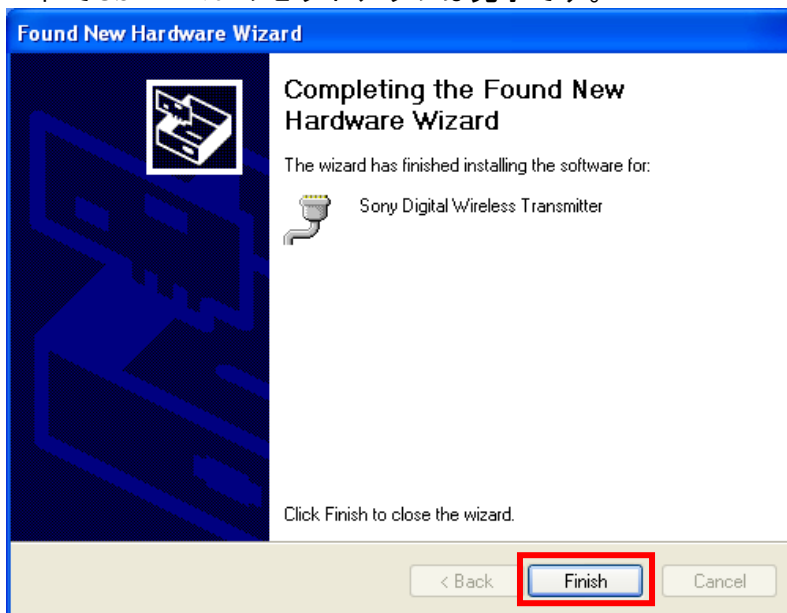 Found New Hardware Wizard
Completing the Found New
Hardware Wizard
The wizard has finished installing the software for:
Sony Digital Wireless Transmitter
Click Finish to close the wizard.
< Back Finish Cancel